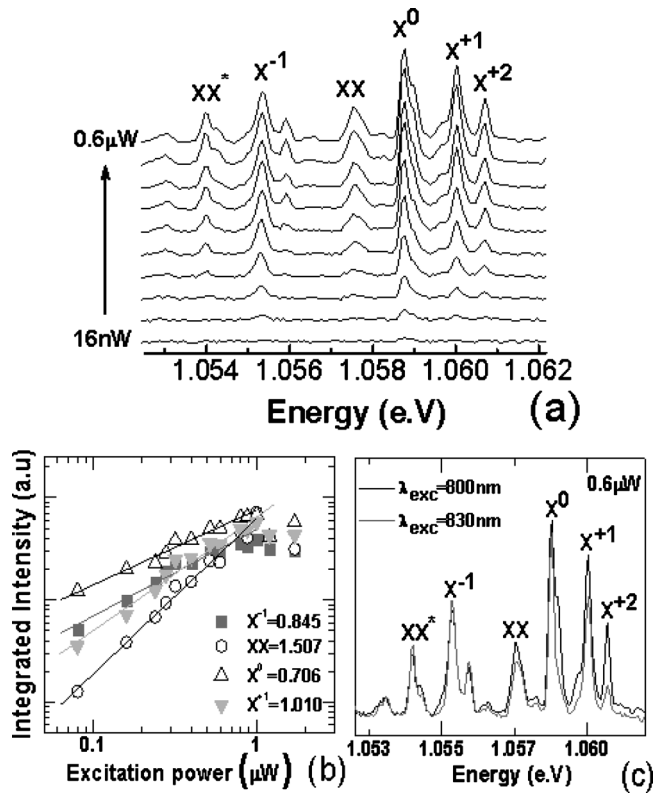 X⁰
X⁺¹
X⁻¹
X⁺²
XX*
XX
0.6μW
16nW
1.054 1.056 1.058 1.060 1.062
Energy (e.V)
(a)
Integrated Intensity (a.u)
X⁻¹=0.845
XX=1.507
X⁰=0.706
X⁺¹=1.010
0.1 1
Excitation power (μW)
(b)
λexc=800nm
λexc=830nm
0.6μW
X⁰
X⁺¹
X⁻¹
X⁺²
XX*
XX
1.053 1.055 1.057 1.060
Energy (e.V)
(c)